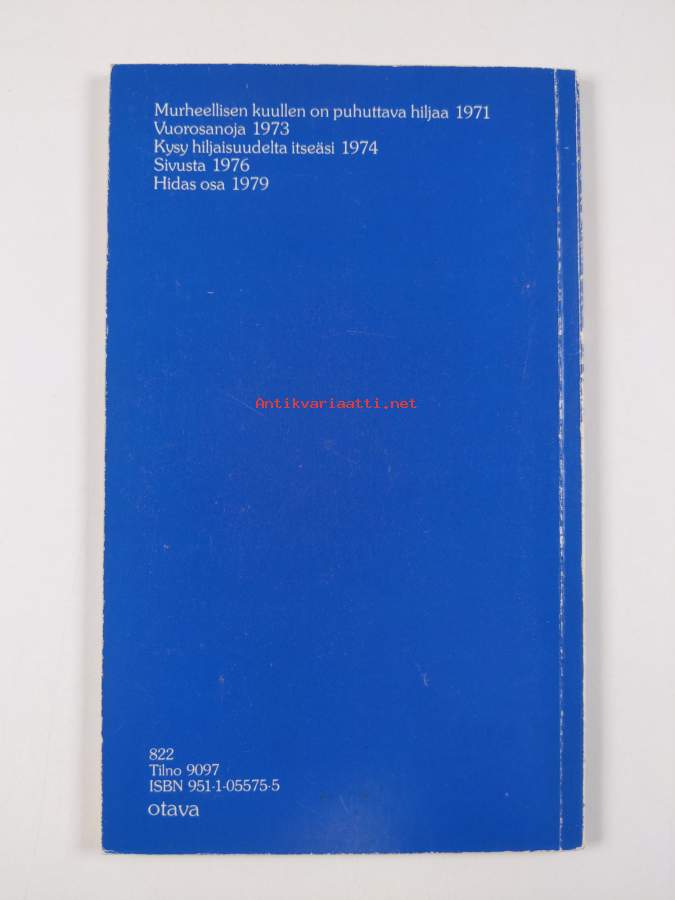 Murheellisen kuullen on puhuttava hiljaa 1971
Vuorosanoja 1973
Kysy hiljaisuudelta itseäsi 1974
Sivusta 1976
Hidas osa 1979
Antikvariaatti.net
822
Tilno 9097
ISBN 951-1-05575-5
otava